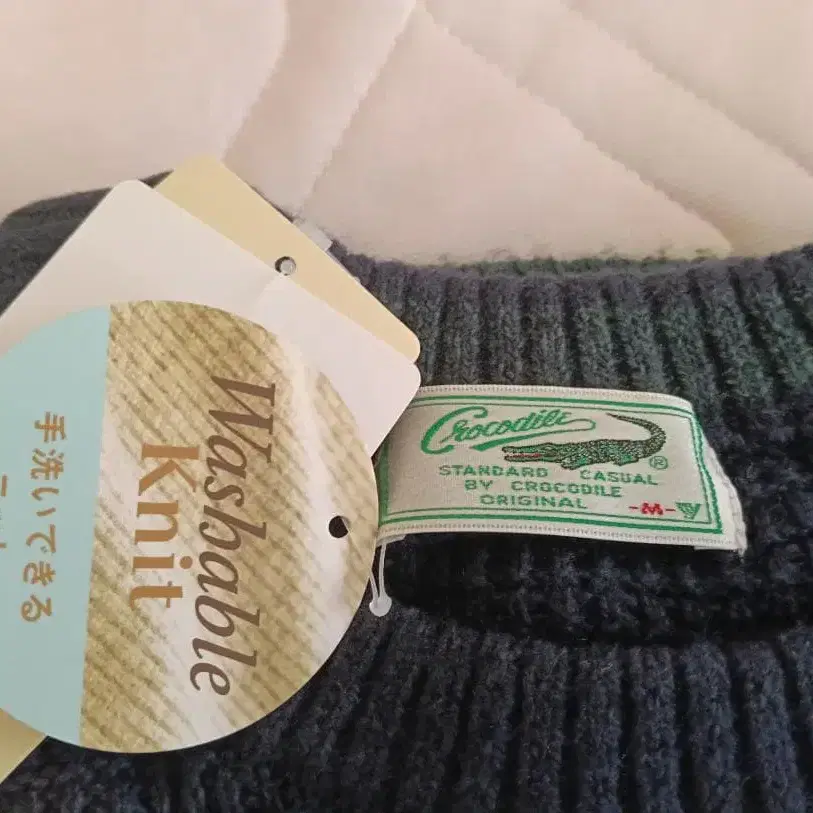 Washable
Knit
手洗いできる
Crocodile
®
STANDARD CASUAL
BY CROCODILE
ORIGINAL
-M-